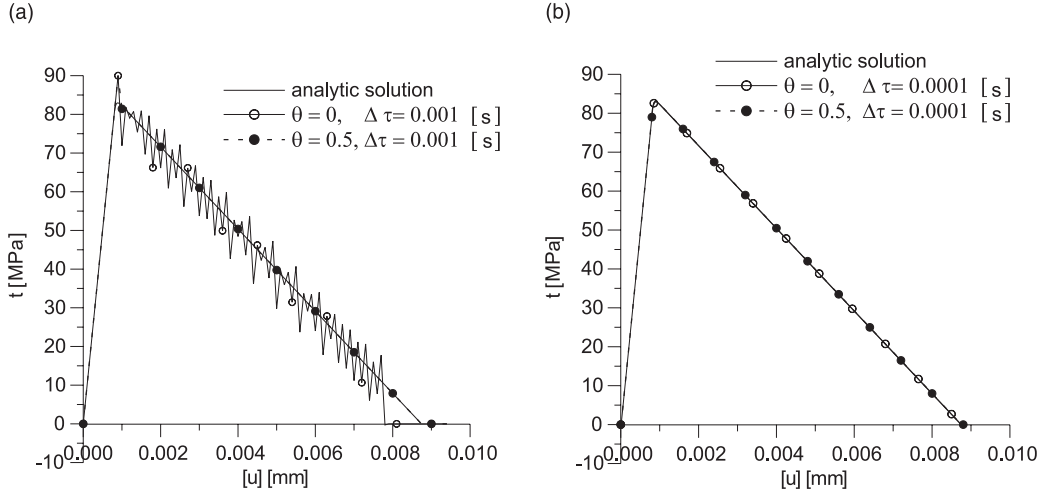 (a)
analytic solution
θ = 0, Δ τ = 0.001 [s]
θ = 0.5, Δτ = 0.001 [s]
90
80
70
60
50
40
30
20
10
0
-10
t [MPa]
0.000 0.002 0.004 0.006 0.008 0.010
[u] [mm]
(b)
analytic solution
θ = 0, Δ τ = 0.0001 [s]
θ = 0.5, Δτ = 0.0001 [s]
90
80
70
60
50
40
30
20
10
0
-10
t [MPa]
0.000 0.002 0.004 0.006 0.008 0.010
[u] [mm]